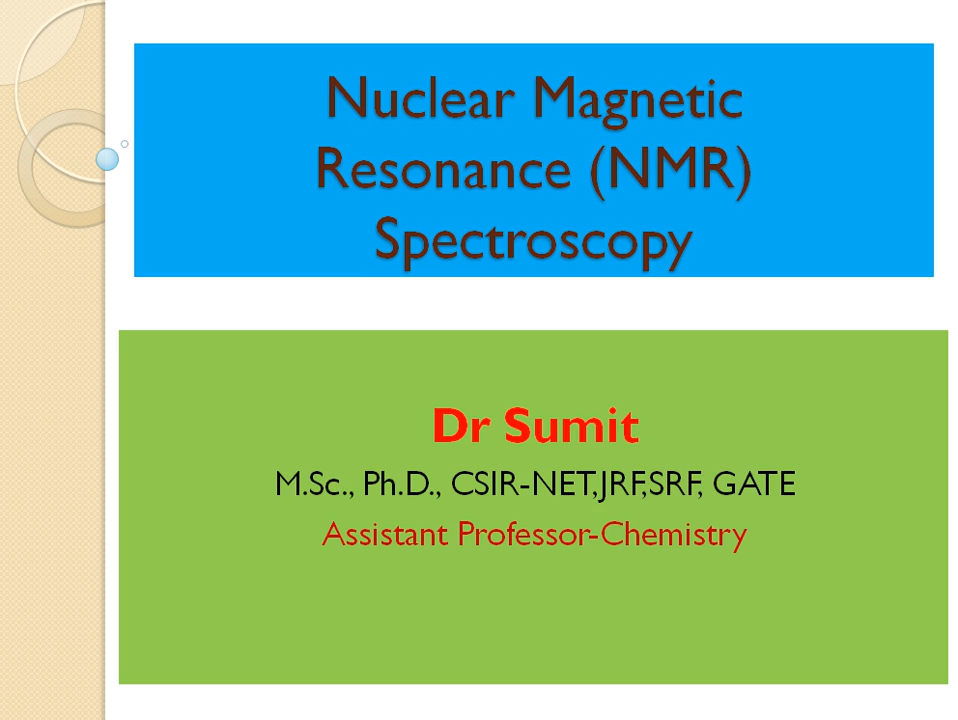 Nuclear Magnetic
Resonance (NMR)
Spectroscopy
Dr Sumit
M.Sc., Ph.D., CSIR-NET,JRF,SRF, GATE
Assistant Professor-Chemistry